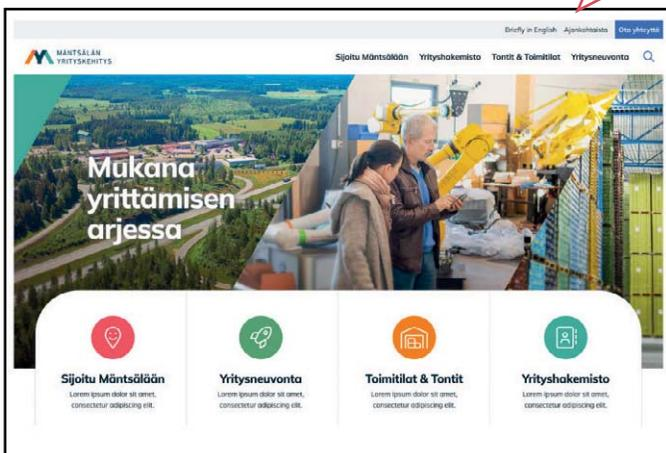 Briefly in English Ajankohtaista Ota yhteyttä
MÄNTSÄLÄN
YRITYSKEHITYS
Sijoitu Mäntsälään Yrityshakemisto Tontit & Toimitilat Yritysneuvonta
Mukana
yrittämisen
arjessa
Sijoitu Mäntsälään
Lorem ipsum dolor sit amet,
consectetur adipiscing elit.
Yritysneuvonta
Lorem ipsum dolor sit amet,
consectetur adipiscing elit.
Toimitilat & Tontit
Lorem ipsum dolor sit amet,
consectetur adipiscing elit.
Yrityshakemisto
Lorem ipsum dolor sit amet,
consectetur adipiscing elit.